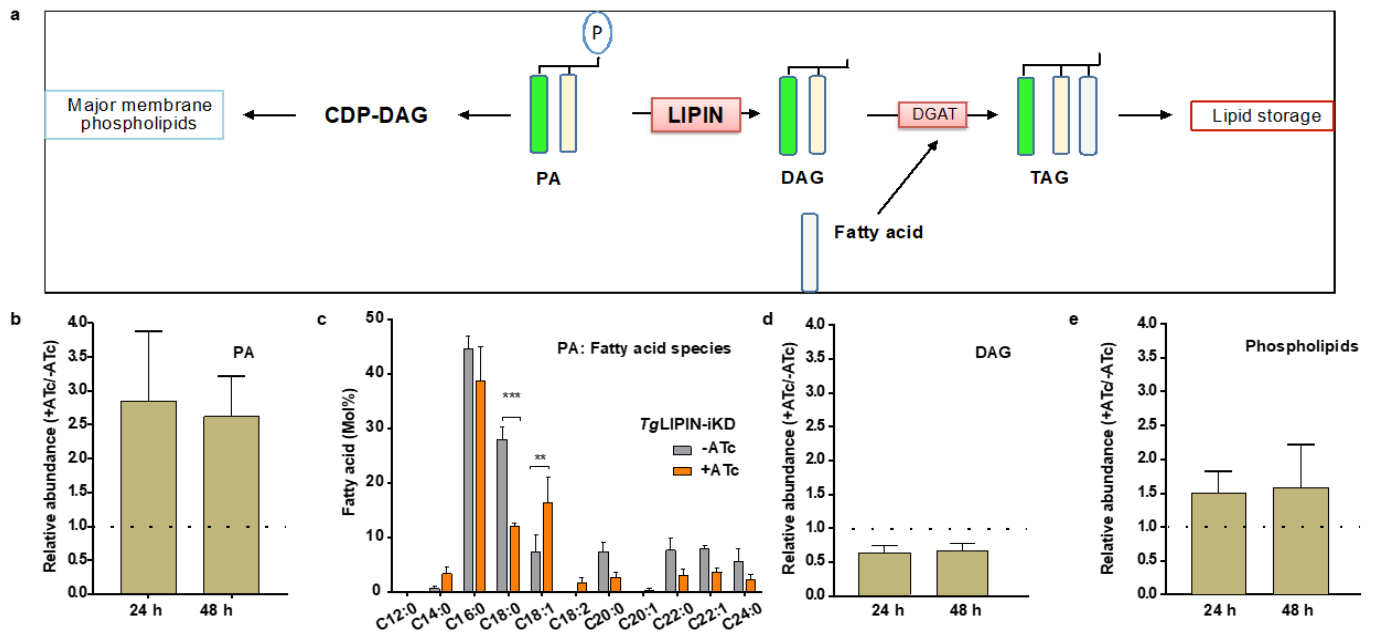 a
P
Major membrane
phospholipids
CDP-DAG
LIPIN
DGAT
Lipid storage
PA
DAG
TAG
Fatty acid
b
Relative abundance (+ATc/-ATc)
4.0
3.5
3.0
2.5
2.0
1.5
1.0
0.5
0.0
PA
24 h
48 h
c
Fatty acid (Mol%)
50
40
30
20
10
0
PA: Fatty acid species
***
**
TgLIPIN-iKD
-ATc
+ATc
C12:0
C14:0
C16:0
C18:0
C18:1
C18:2
C20:0
C20:1
C22:0
C22:1
C24:0
d
Relative abundance (+ATc/-ATc)
4.0
3.5
3.0
2.5
2.0
1.5
1.0
0.5
0.0
DAG
24 h
48 h
e
Relative abundance (+ATc/-ATc)
4.0
3.5
3.0
2.5
2.0
1.5
1.0
0.5
0.0
Phospholipids
24 h
48 h